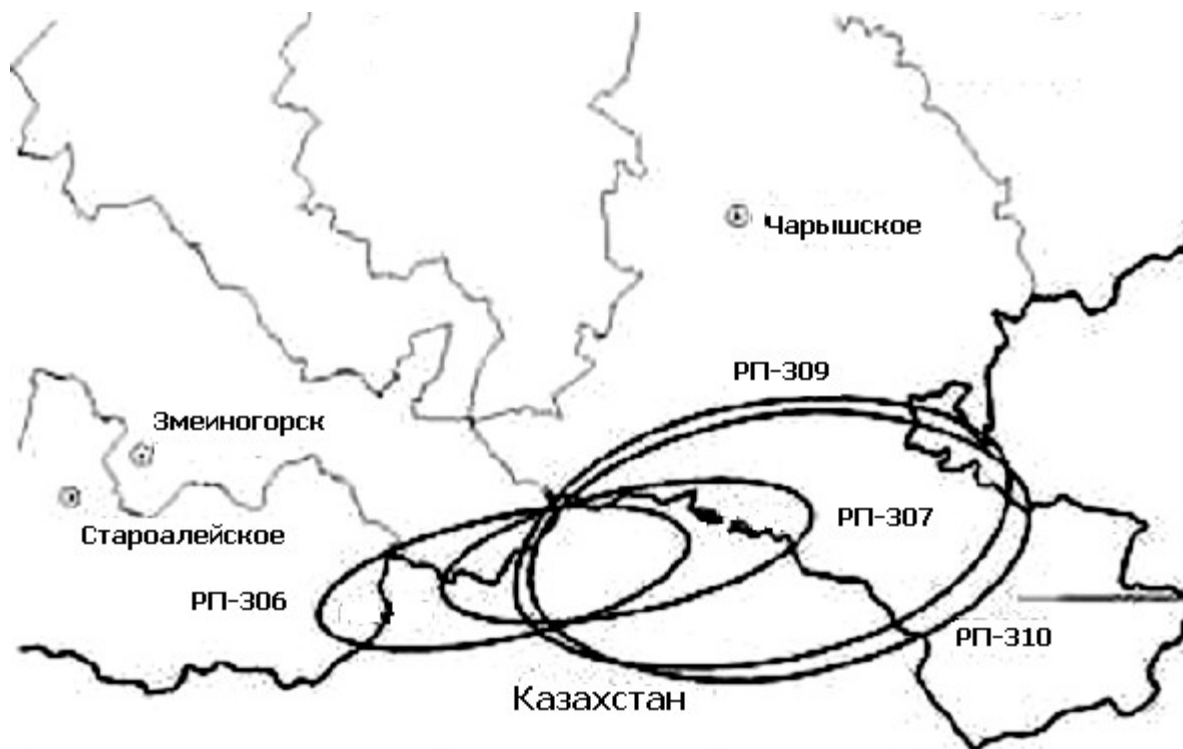 Чарышское
РП-309
Змеиногорск
РП-307
Староалейское
РП-306
РП-310
Казахстан